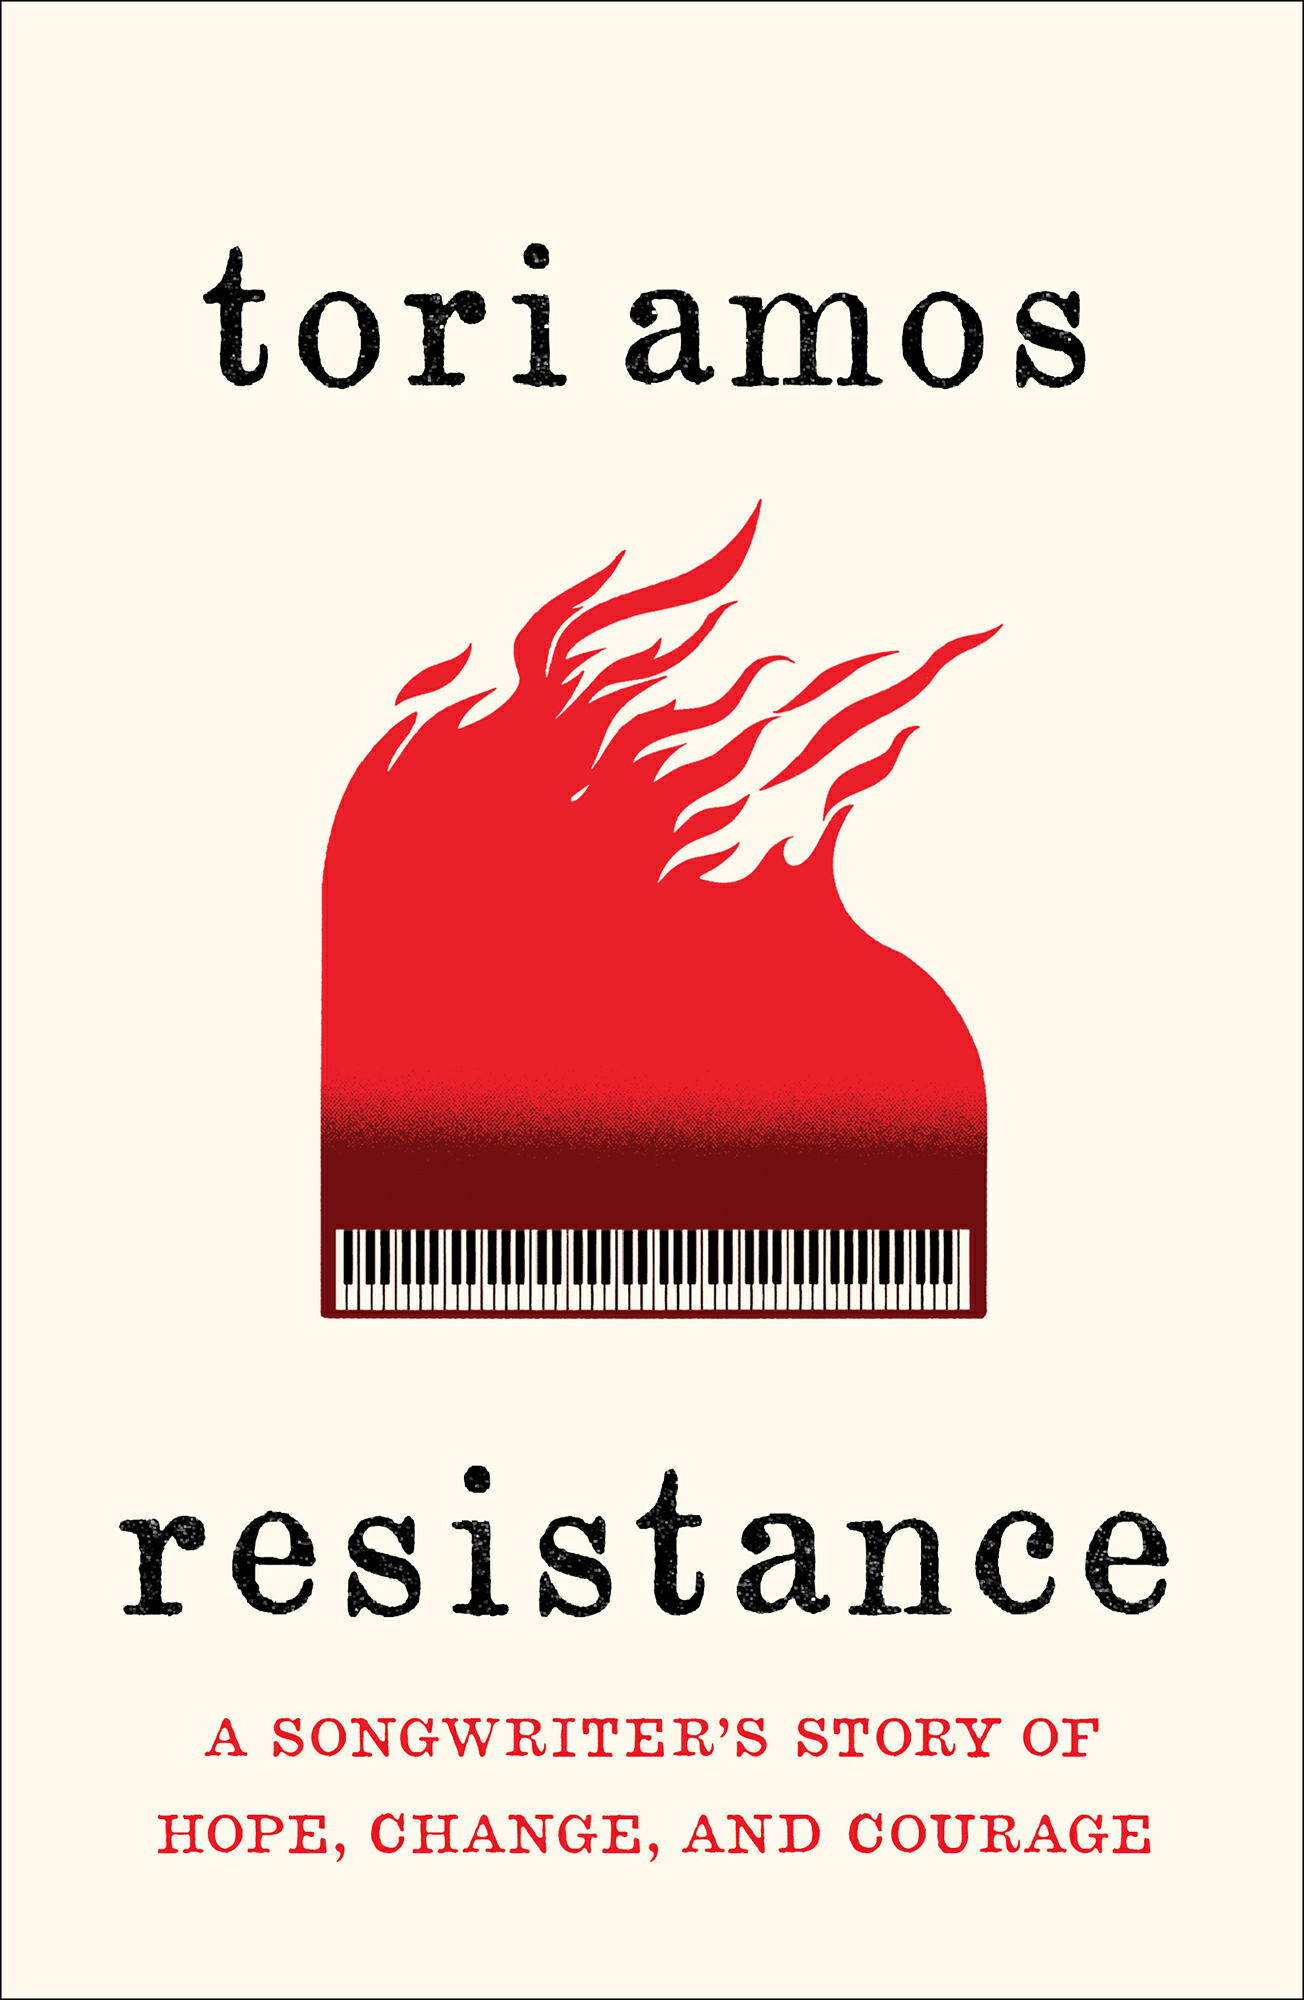 tori amos
resistance
A SONGWRITER’S STORY OF
HOPE, CHANGE, AND COURAGE